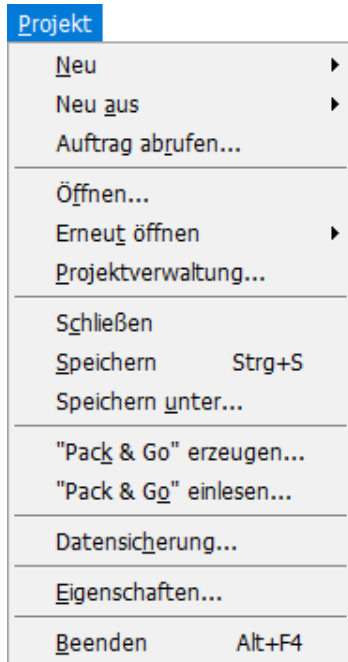 Projekt
Neu
Neu aus
Auftrag abrufen...
Öffnen...
Erneut öffnen
Projektverwaltung...
Schließen
Speichern Strg+S
Speichern unter...
"Pack & Go" erzeugen...
"Pack & Go" einlesen...
Datensicherung...
Eigenschaften...
Beenden Alt+F4